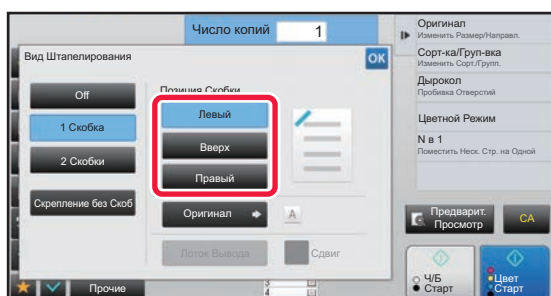 Число копий
1
Вид Штапелирования
OK
Off
1 Скобка
2 Скобки
Скрепление без Скоб
Позиция Скобки
Левый
Вверх
Правый
Оригинал
A
Лоток Вывода
Сдвиг
Прочие
3
4
Оригинал
Изменить Размер/Направл.
Сорт-ка/Груп-вка
Изменить Сорт./Групп.
Дырокол
Пробивка Отверстий
Цветной Режим
N в 1
Поместить Неск. Стр. на Одной
Предварит.
Просмотр
CA
Ч/Б
Старт
Цвет
Старт